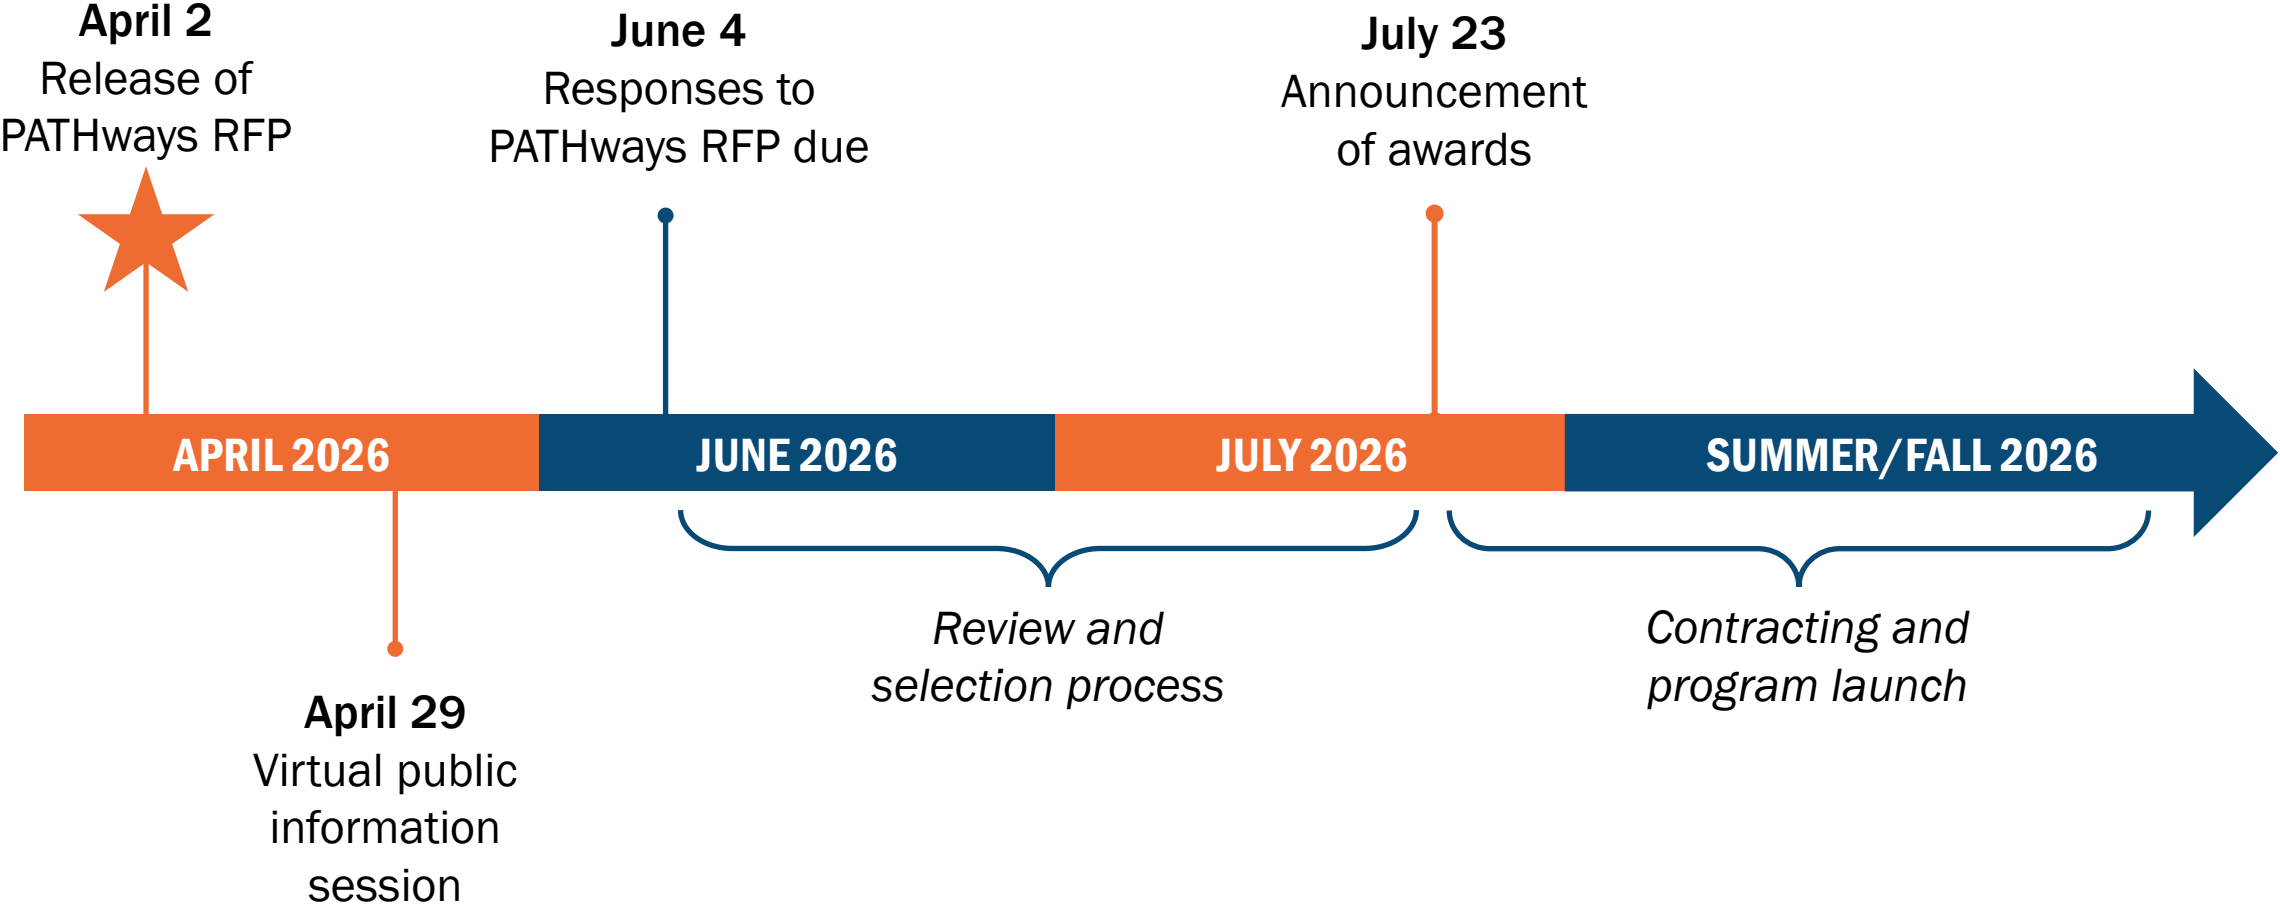 April 2
Release of
PATHways RFP
June 4
Responses to
PATHways RFP due
July 23
Announcement
of awards
APRIL 2026
JUNE 2026
JULY 2026
SUMMER/FALL 2026
April 29
Virtual public
information
session
Review and
selection process
Contracting and
program launch